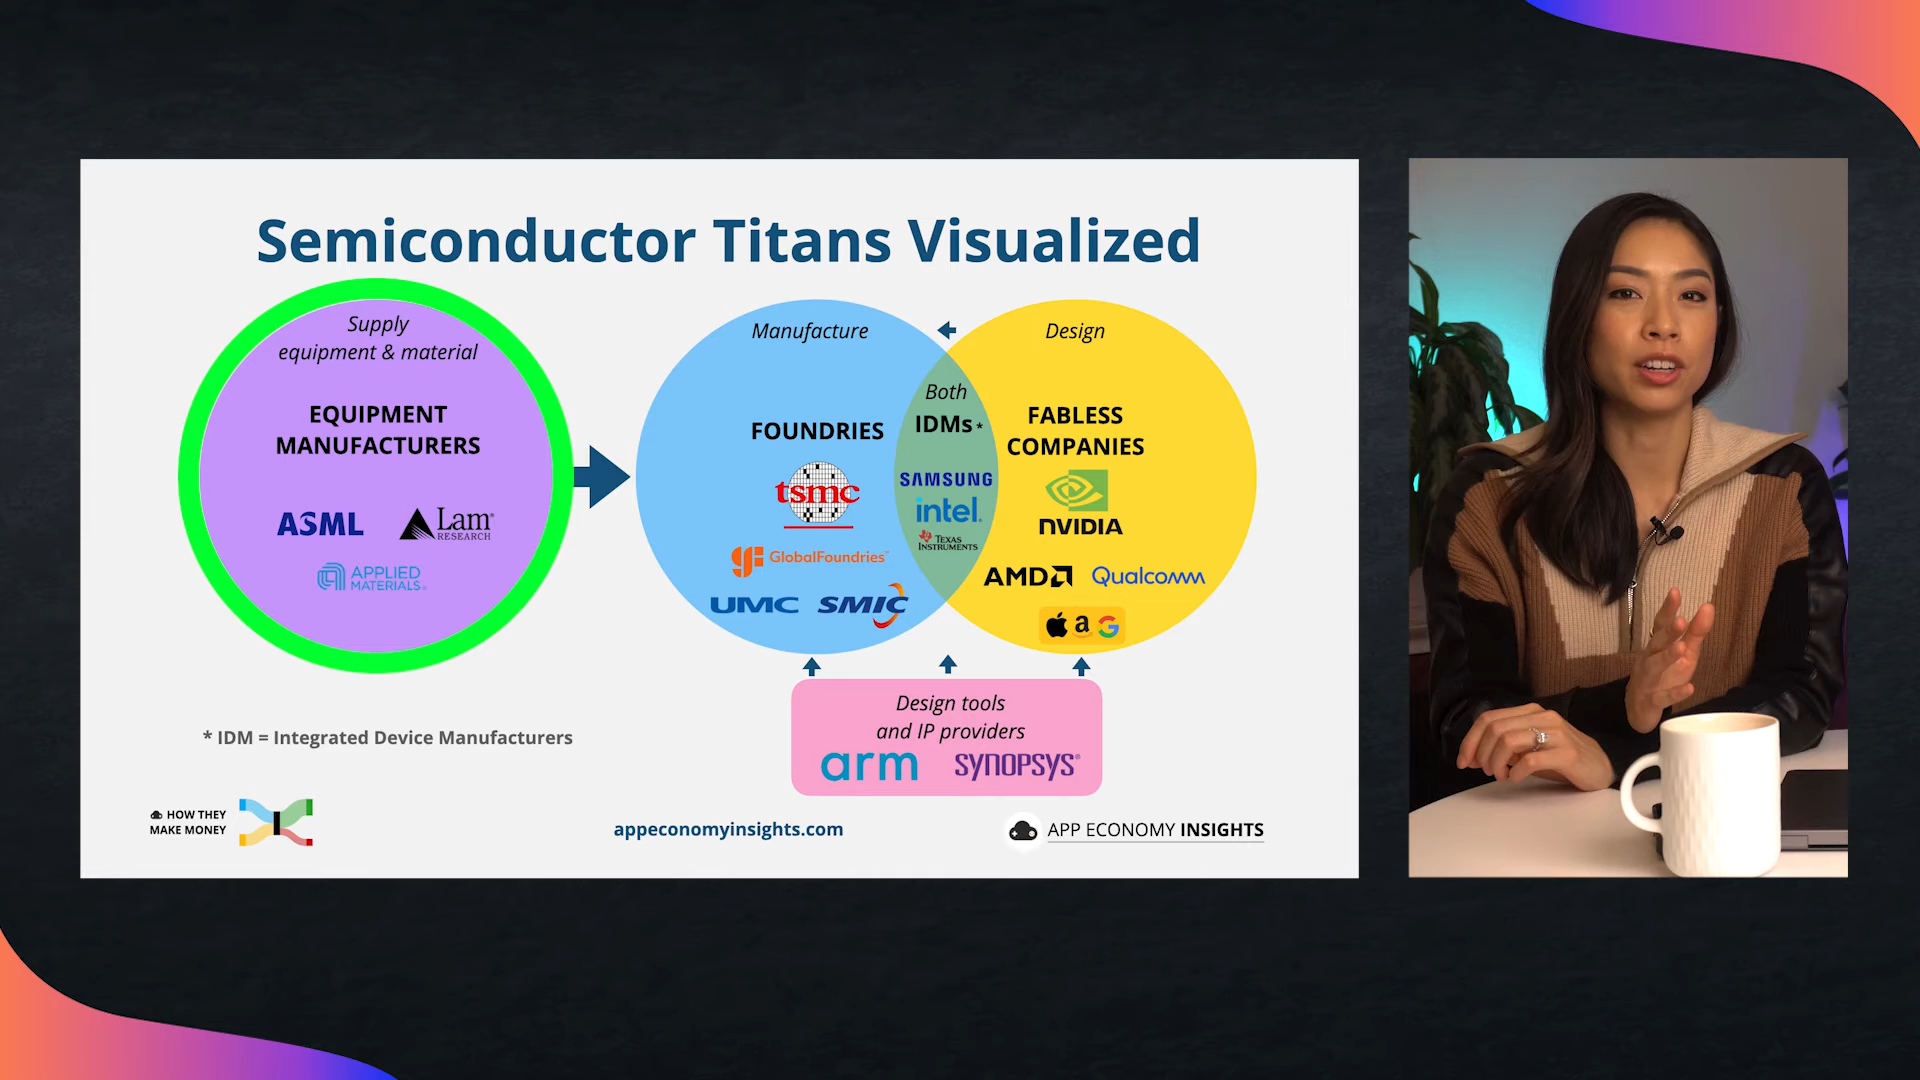 Semiconductor Titans Visualized
Supply
equipment & material
EQUIPMENT
MANUFACTURERS
ASML
Lam®
RESEARCH
APPLIED
MATERIALS®
Manufacture
FOUNDRIES
tsmc
GlobalFoundries™
UMC
SMIC
Both
IDMs *
SAMSUNG
intel.
TEXAS
INSTRUMENTS
Design
FABLESS
COMPANIES
NVIDIA
AMD
Qualcomm
a
G
Design tools
and IP providers
arm
SYNOPSYS®
* IDM = Integrated Device Manufacturers
HOW THEY
MAKE MONEY
appeconomyinsights.com
APP ECONOMY INSIGHTS